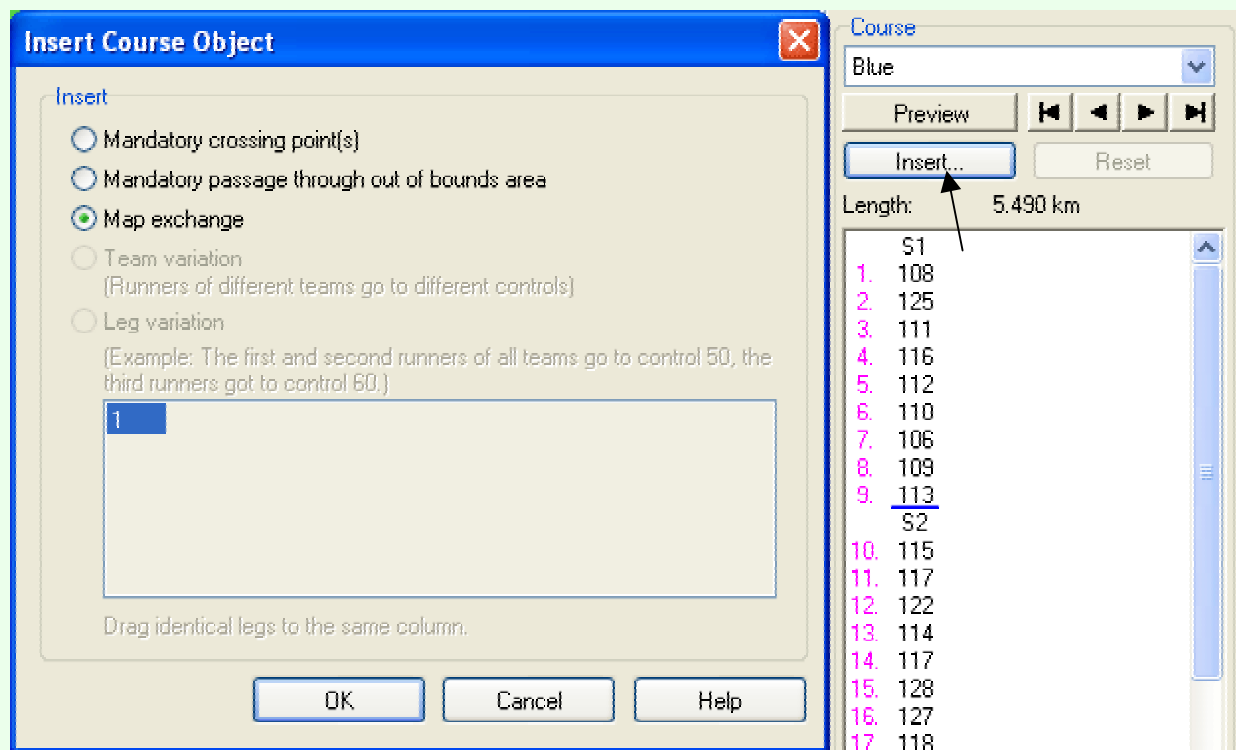 Insert Course Object
Insert
Mandatory crossing point(s)
Mandatory passage through out of bounds area
Map exchange
Team variation
(Runners of different teams go to different controls)
Leg variation
(Example: The first and second runners of all teams go to control 50, the
third runners got to control 60.)
1
Drag identical legs to the same column.
OK Cancel Help
Course
Blue
Preview
Insert... Reset
Length: 5.490 km
S1
1. 108
2. 125
3. 111
4. 116
5. 112
6. 110
7. 106
8. 109
9. 113
S2
10. 115
11. 117
12. 122
13. 114
14. 117
15. 128
16. 127
17. 118